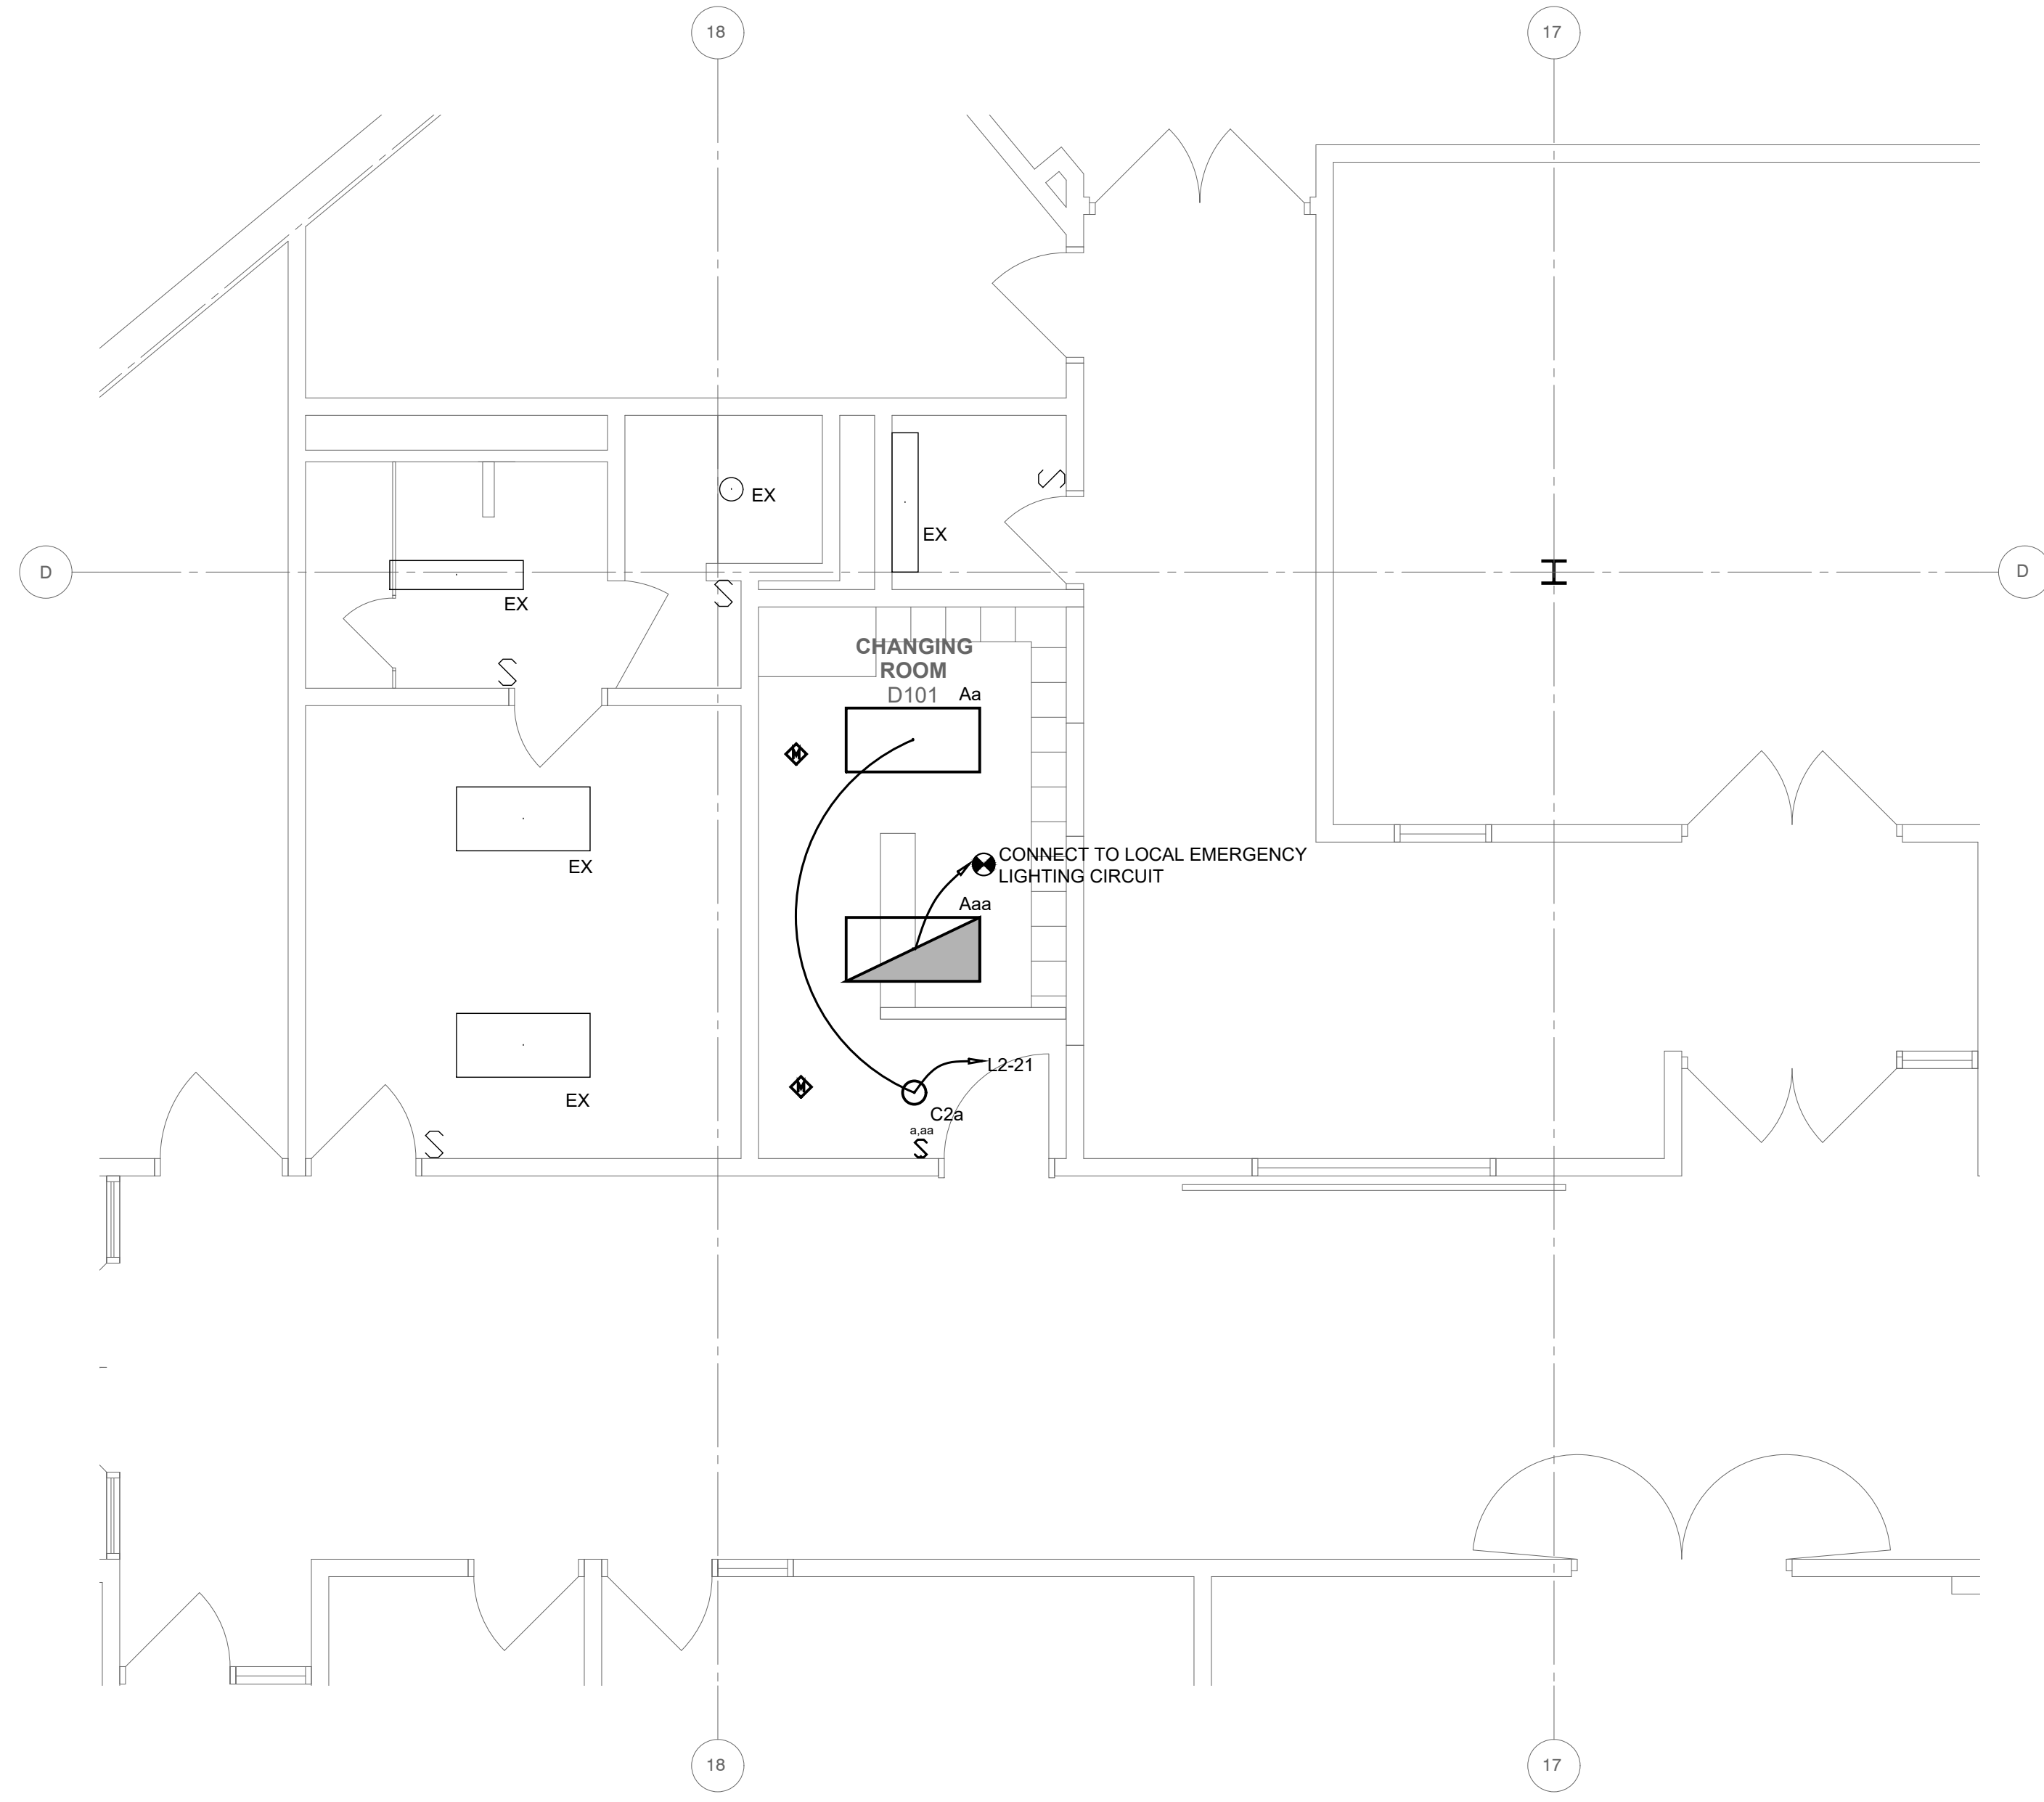 18
17
EX
EX
D
D
EX
CHANGING
ROOM
D101
Aa
M
CONNECT TO LOCAL EMERGENCY
LIGHTING CIRCUIT
EX
Aaa
L2-21
M
EX
C2a
a,aa
S
S
S
S
S
18
17